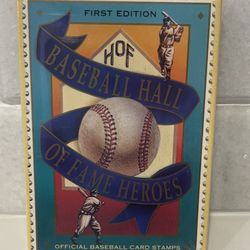 FIRST EDITION
HOF
BASEBALL HALL
OF FAME HEROES
OFFICIAL BASEBALL CARD STAMPS